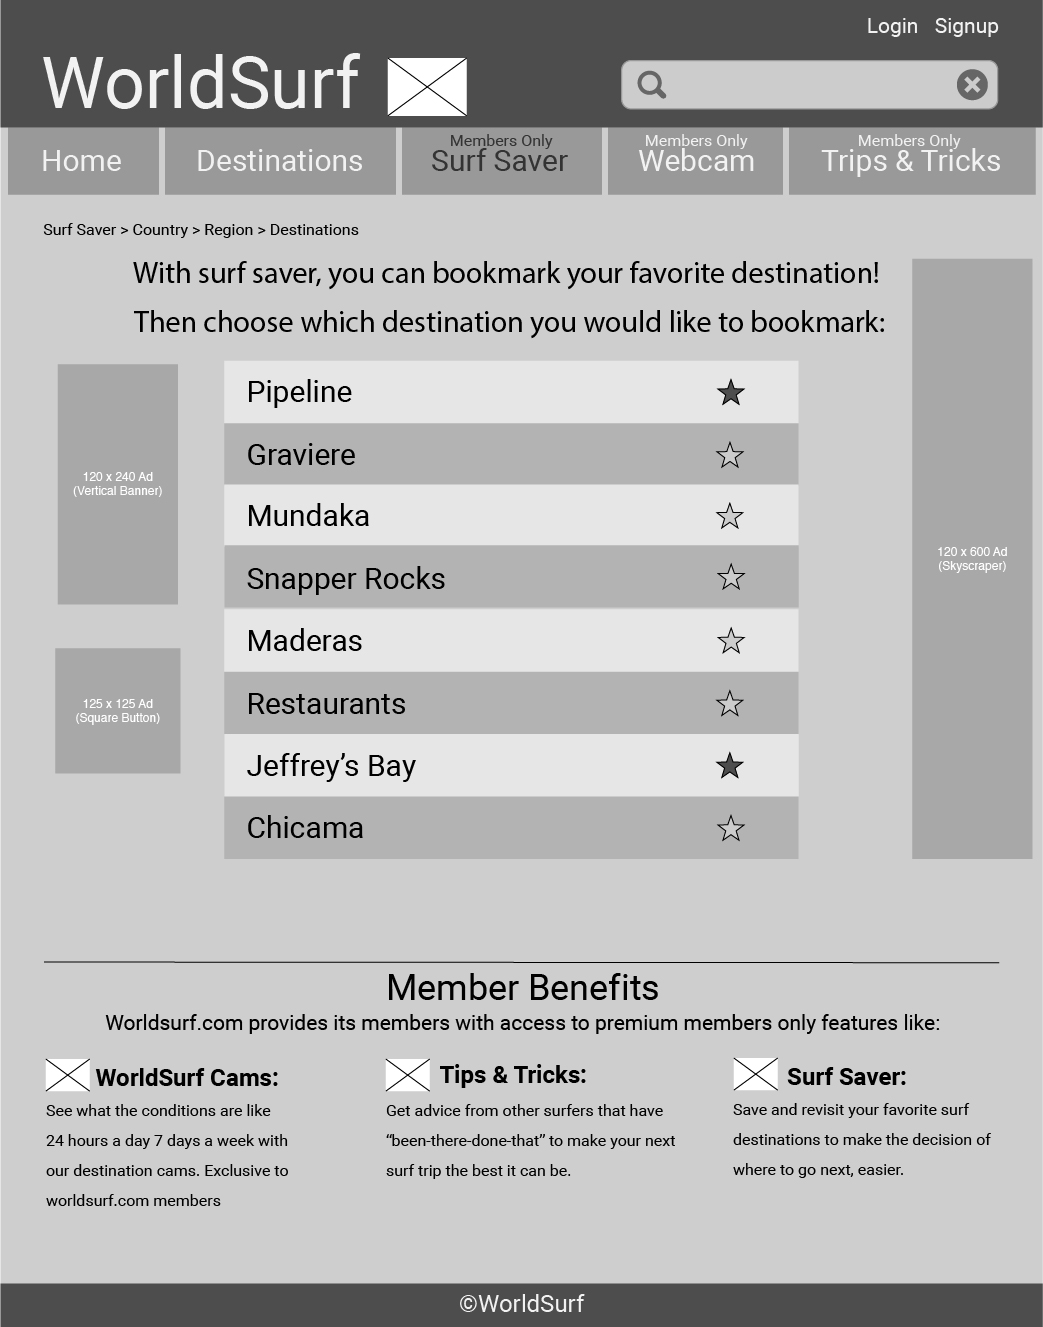 Login Signup
WorldSurf
Home
Destinations
Members Only
Surf Saver
Members Only
Webcam
Members Only
Trips & Tricks
Surf Saver > Country > Region > Destinations
With surf saver, you can bookmark your favorite destination!
Then choose which destination you would like to bookmark:
120 x 240 Ad
(Vertical Banner)
125 x 125 Ad
(Square Button)
Pipeline
Graviere
Mundaka
Snapper Rocks
Maderas
Restaurants
Jeffrey’s Bay
Chicama
120 x 600 Ad
(Skyscraper)
Member Benefits
Worldsurf.com provides its members with access to premium members only features like:
WorldSurf Cams:
See what the conditions are like
24 hours a day 7 days a week with
our destination cams. Exclusive to
worldsurf.com members
Tips & Tricks:
Get advice from other surfers that have
“been-there-done-that” to make your next
surf trip the best it can be.
Surf Saver:
Save and revisit your favorite surf
destinations to make the decision of
where to go next, easier.
©WorldSurf